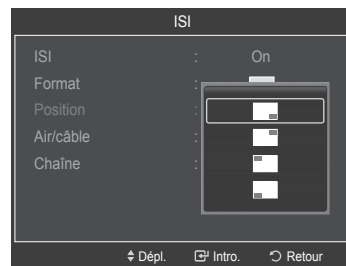 ISI
ISI : On
Format :
Position :
Air/câble :
Chaîne :
Dépl. Intro. Retour